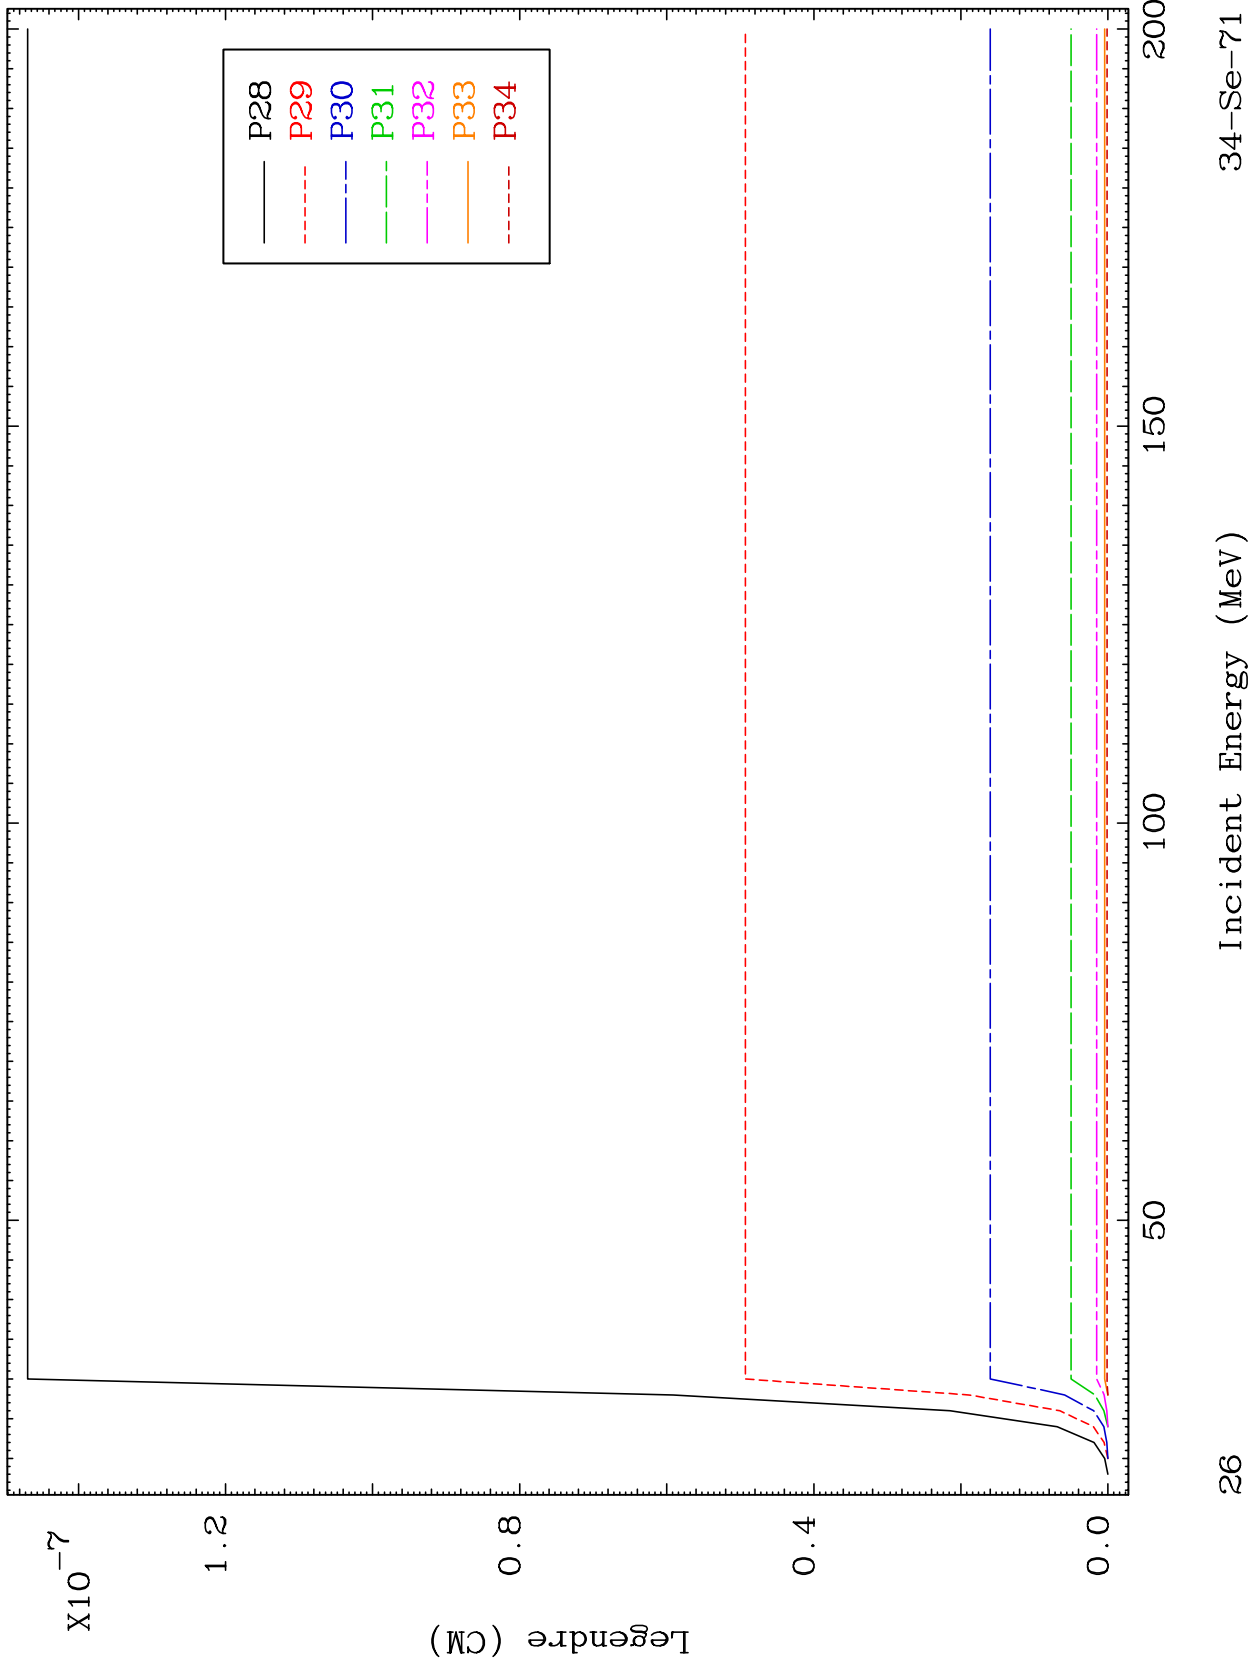 X10-7
1.2
0.8
0.4
0.0
Legendre (CM)
P28
P29
P30
P31
P32
P33
P34
50
100
150
200
Incident Energy (MeV)
26
34-Se-71